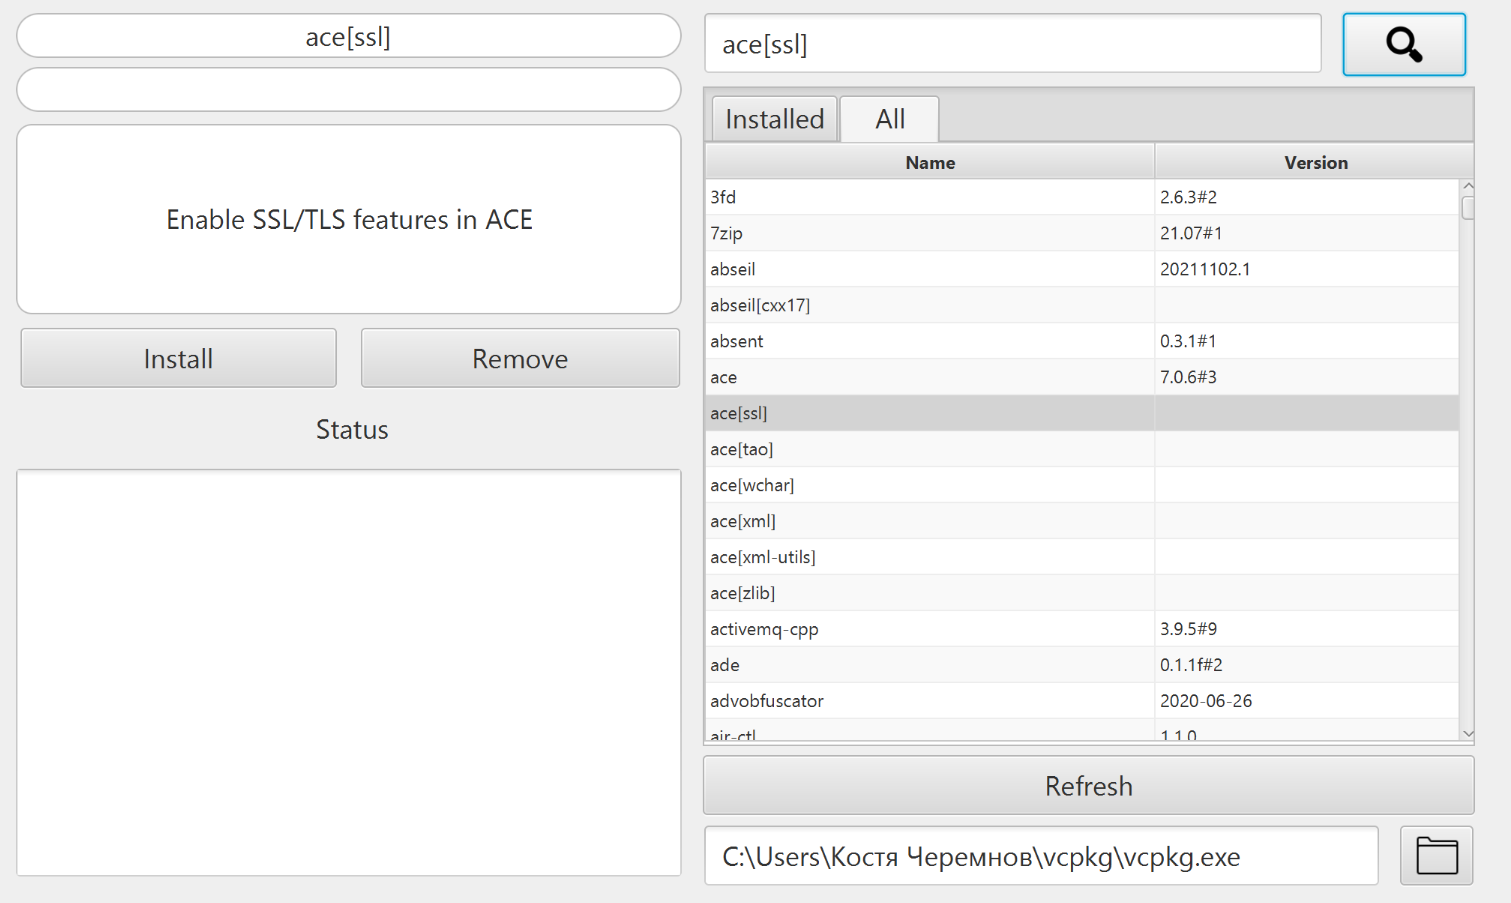 ace[ssl]
Enable SSL/TLS features in ACE
Install Remove
Status
ace[ssl]
Installed All
Name Version
3fd 2.6.3#2
7zip 21.07#1
abseil 20211102.1
abseil[cxx17]
absent 0.3.1#1
ace 7.0.6#3
ace[ssl]
ace[tao]
ace[wchar]
ace[xml]
ace[xml-utils]
ace[zlib]
activemq-cpp 3.9.5#9
ade 0.1.1f#2
advobfuscator 2020-06-26
air-ctl 1.1.0
Refresh
C:\Users\Костя Черемнов\vcpkg\vcpkg.exe